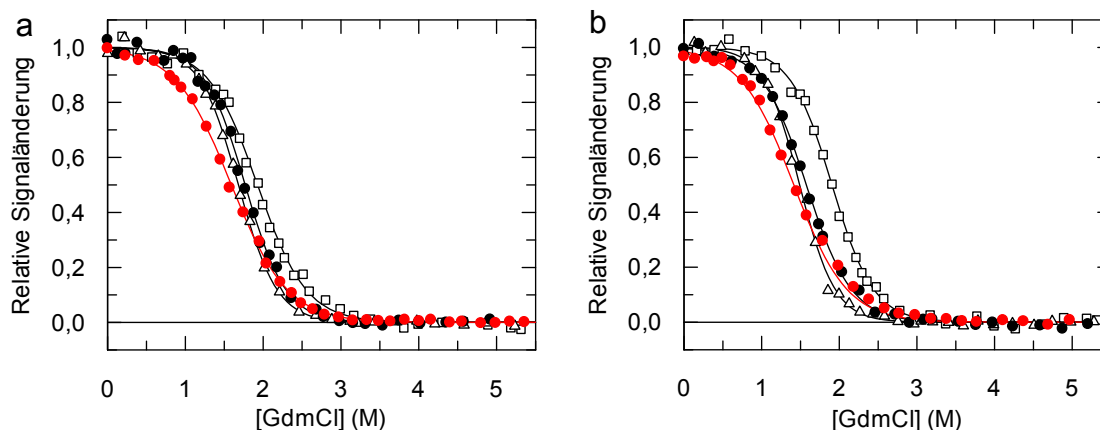 a
1,0
0,8
0,6
0,4
0,2
0,0
Relative Signaländerung
0 1 2 3 4 5
[GdmCl] (M)
b
1,0
0,8
0,6
0,4
0,2
0,0
Relative Signaländerung
0 1 2 3 4 5
[GdmCl] (M)